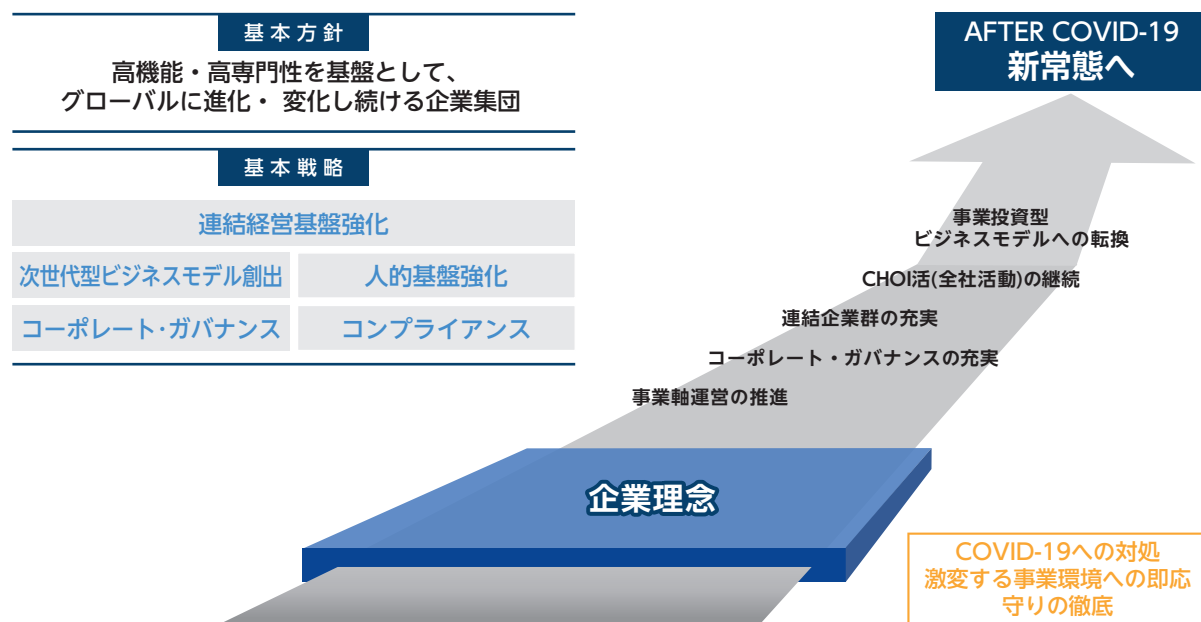 基本方針
高機能・高専門性を基盤として、
グローバルに進化・ 変化し続ける企業集団
基本戦略
連結経営基盤強化
次世代型ビジネスモデル創出
人的基盤強化
コーポレート・ガバナンス
コンプライアンス
AFTER COVID-19
新常態へ
事業投資型
ビジネスモデルへの転換
CHOI活(全社活動)の継続
連結企業群の充実
コーポレート・ガバナンスの充実
事業軸運営の推進
企業理念
COVID-19への対処
激変する事業環境への即応
守りの徹底